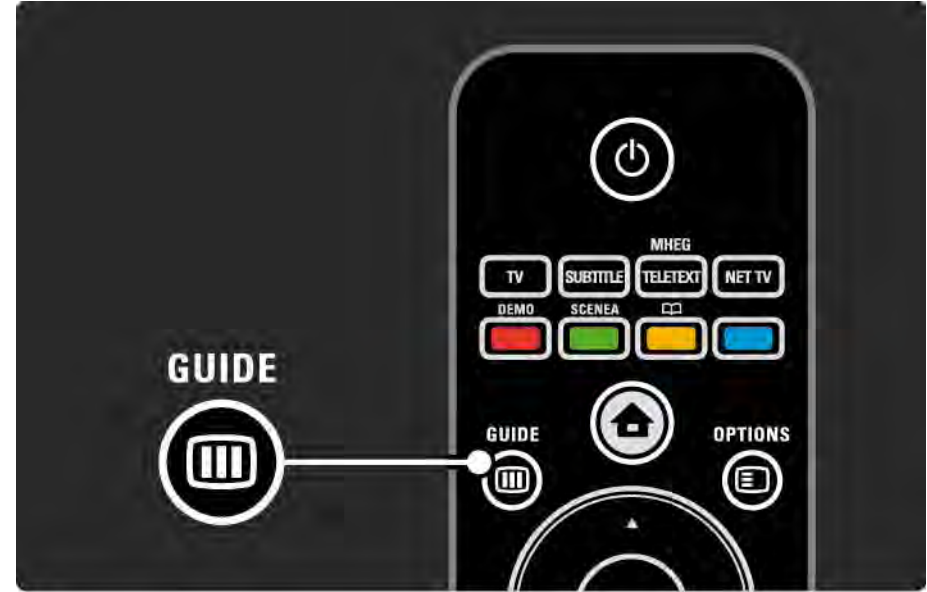 MHEG
TV SUBTITLE TELETEXT NET TV
DEMO SCENEA
GUIDE
GUIDE OPTIONS